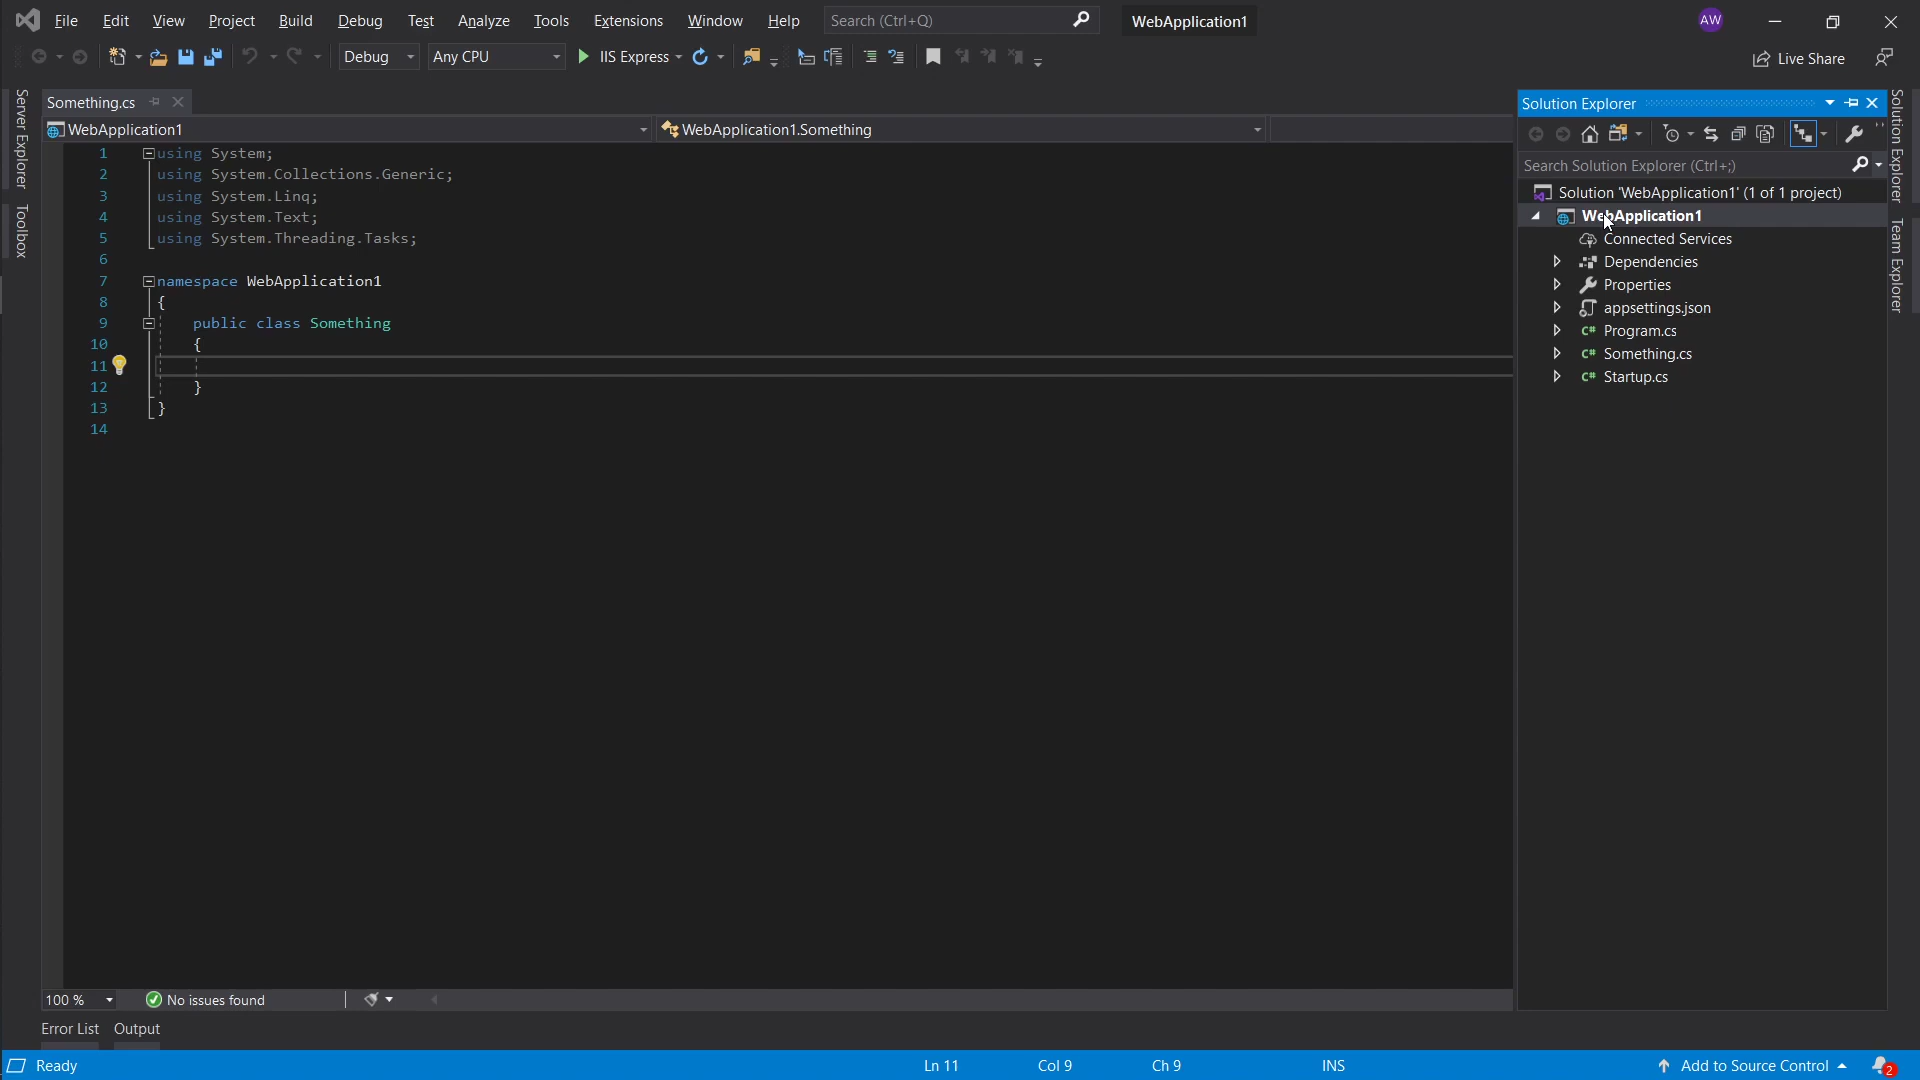 File Edit View Project Build Debug Test Analyze Tools Extensions Window Help Search (Ctrl+Q) WebApplication1 AW
Debug Any CPU IIS Express Live Share
Server Explorer
Toolbox
Something.cs
WebApplication1 WebApplication1.Something
1 using System;
2 using System.Collections.Generic;
3 using System.Linq;
4 using System.Text;
5 using System.Threading.Tasks;
6
7 namespace WebApplication1
8 {
9 public class Something
10 {
11
12 }
13 }
14
100 % No issues found
Solution Explorer
Search Solution Explorer (Ctrl+;)
Solution 'WebApplication1' (1 of 1 project)
WebApplication1
Connected Services
Dependencies
Properties
appsettings.json
Program.cs
Something.cs
Startup.cs
Solution Explorer
Team Explorer
Error List Output
Ready Ln 11 Col 9 Ch 9 INS Add to Source Control 2